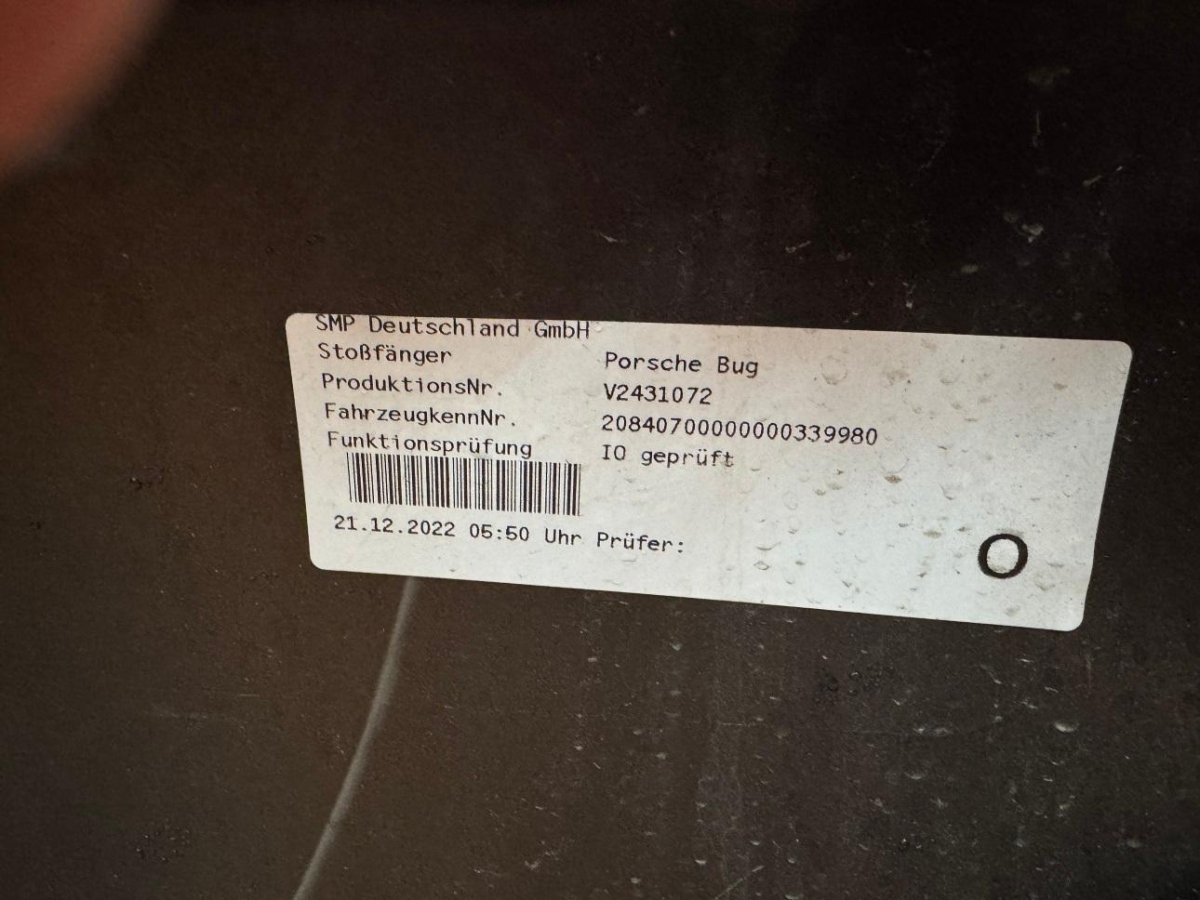 SMP Deutschland GmbH
Stoßfänger Porsche Bug
ProduktionsNr. V2431072
FahrzeugkennNr. 20840700000000339980
Funktionsprüfung IO geprüft
21.12.2022 05:50 Uhr Prüfer:
O